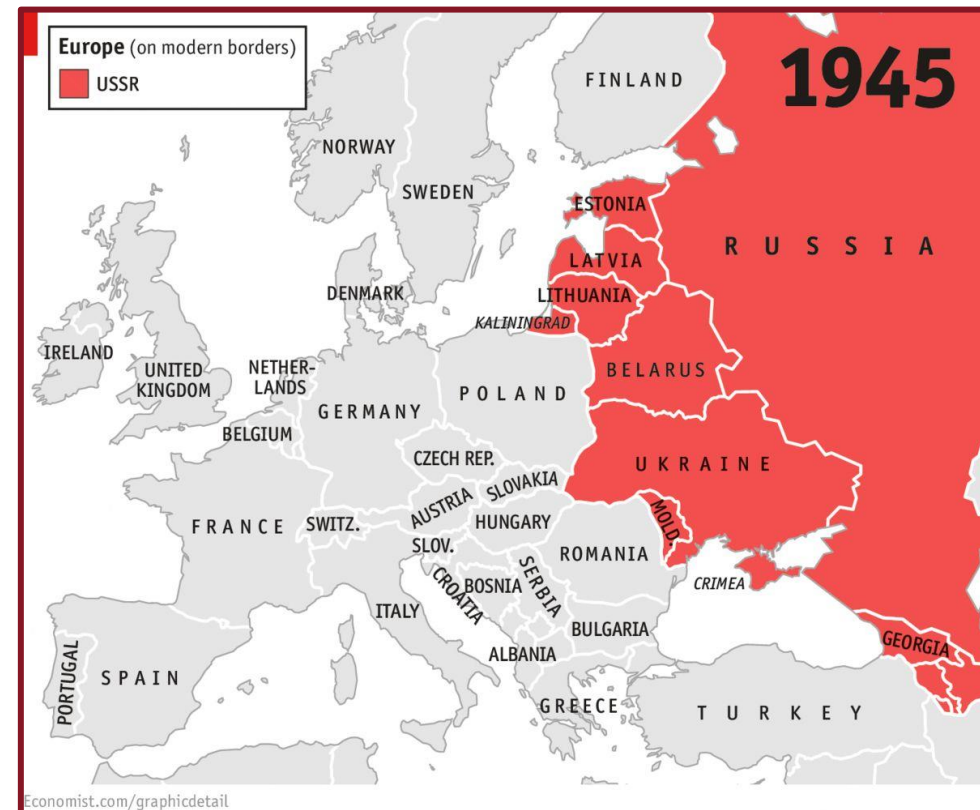 Europe (on modern borders)
USSR
1945
FINLAND
NORWAY
SWEDEN
ESTONIA
RUSSIA
LATVIA
DENMARK
LITHUANIA
KALININGRAD
IRELAND
UNITED
KINGDOM
NETHER-
LANDS
BELARUS
POLAND
GERMANY
BELGIUM
CZECH REP.
UKRAINE
SLOVAKIA
AUSTRIA
MOLD.
FRANCE
SWITZ.
HUNGARY
SLOV.
ROMANIA
CRIMEA
CROATIA
BOSNIA
SERBIA
ITALY
BULGARIA
GEORGIA
ALBANIA
PORTUGAL
SPAIN
GREECE
TURKEY
Economist.com/graphicdetail